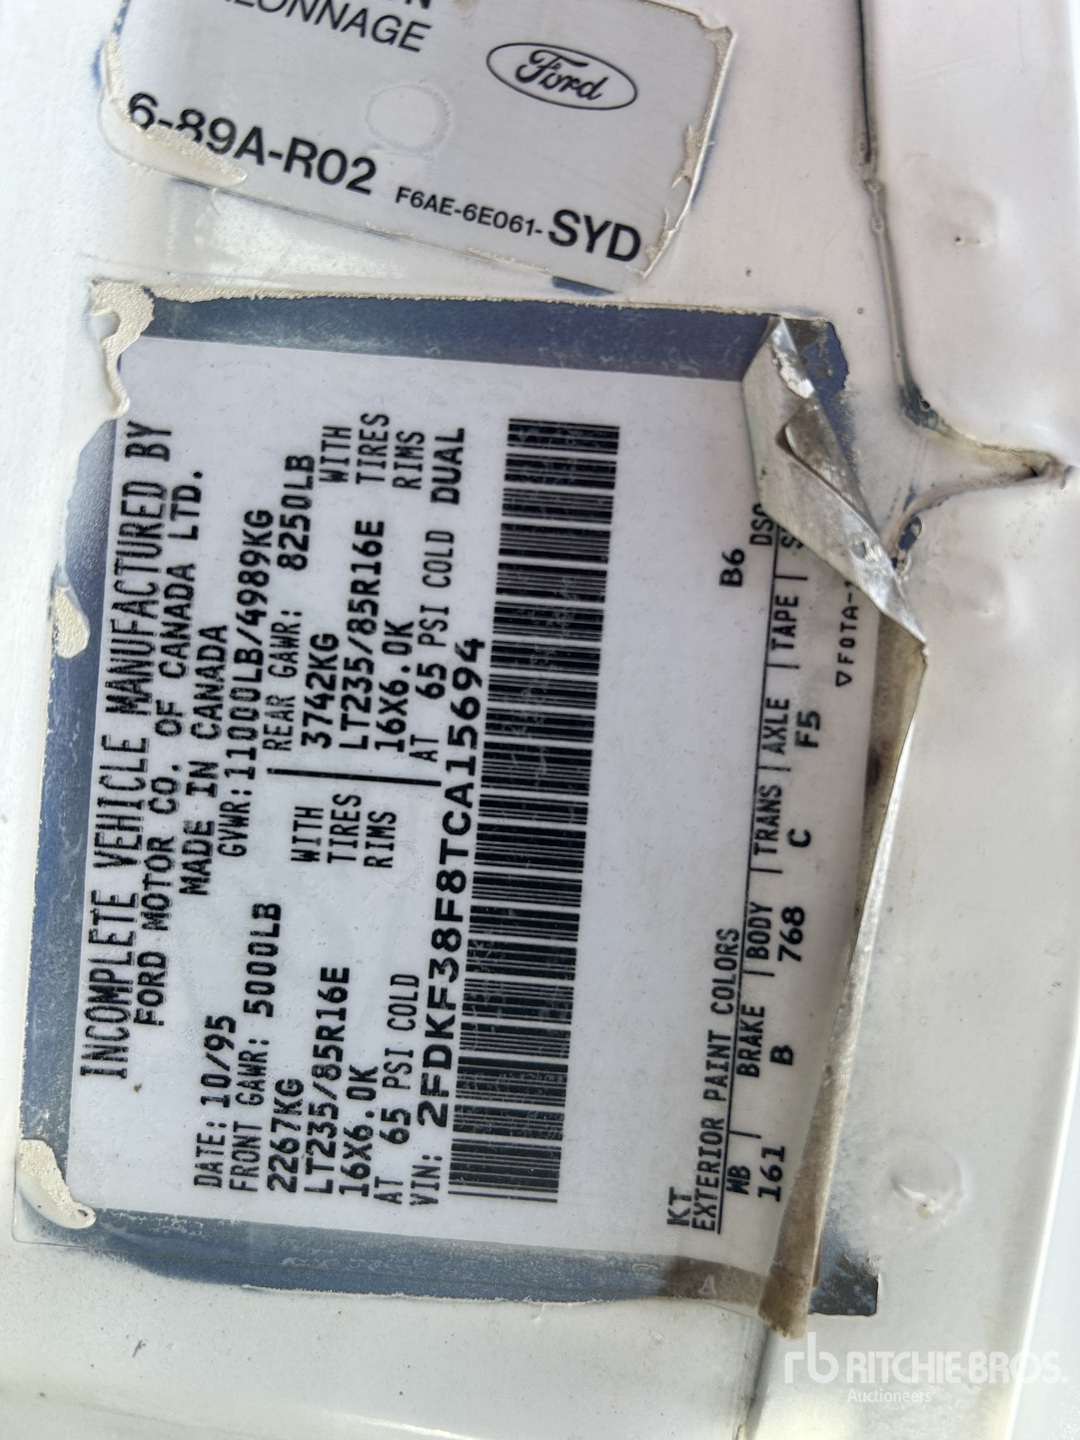 6-89A-R02
Ford
F6AE-6E061-SYD
INCOMPLETE VEHICLE MANUFACTURED BY
FORD MOTOR CO. OF CANADA LTD.
MADE IN CANADA
DATE: 10/95 GVWR:11000LB/4989KG
FRONT GAWR: 5000LB REAR GAWR: 8250LB
2267KG WITH 3742KG WITH
LT235/85R16E TIRES LT235/85R16E TIRES
16X6.0K RIMS 16X6.0K RIMS
AT 65 PSI COLD AT 65 PSI COLD DUAL
VIN: 2FDKF38F8TCA15694
KT B6
EXTERIOR PAINT COLORS DSO
WB BRAKE BODY TRANS AXLE TAPE
161 B 768 C F5
▽F0TA-
RITCHIE BROS.
Auctioneers